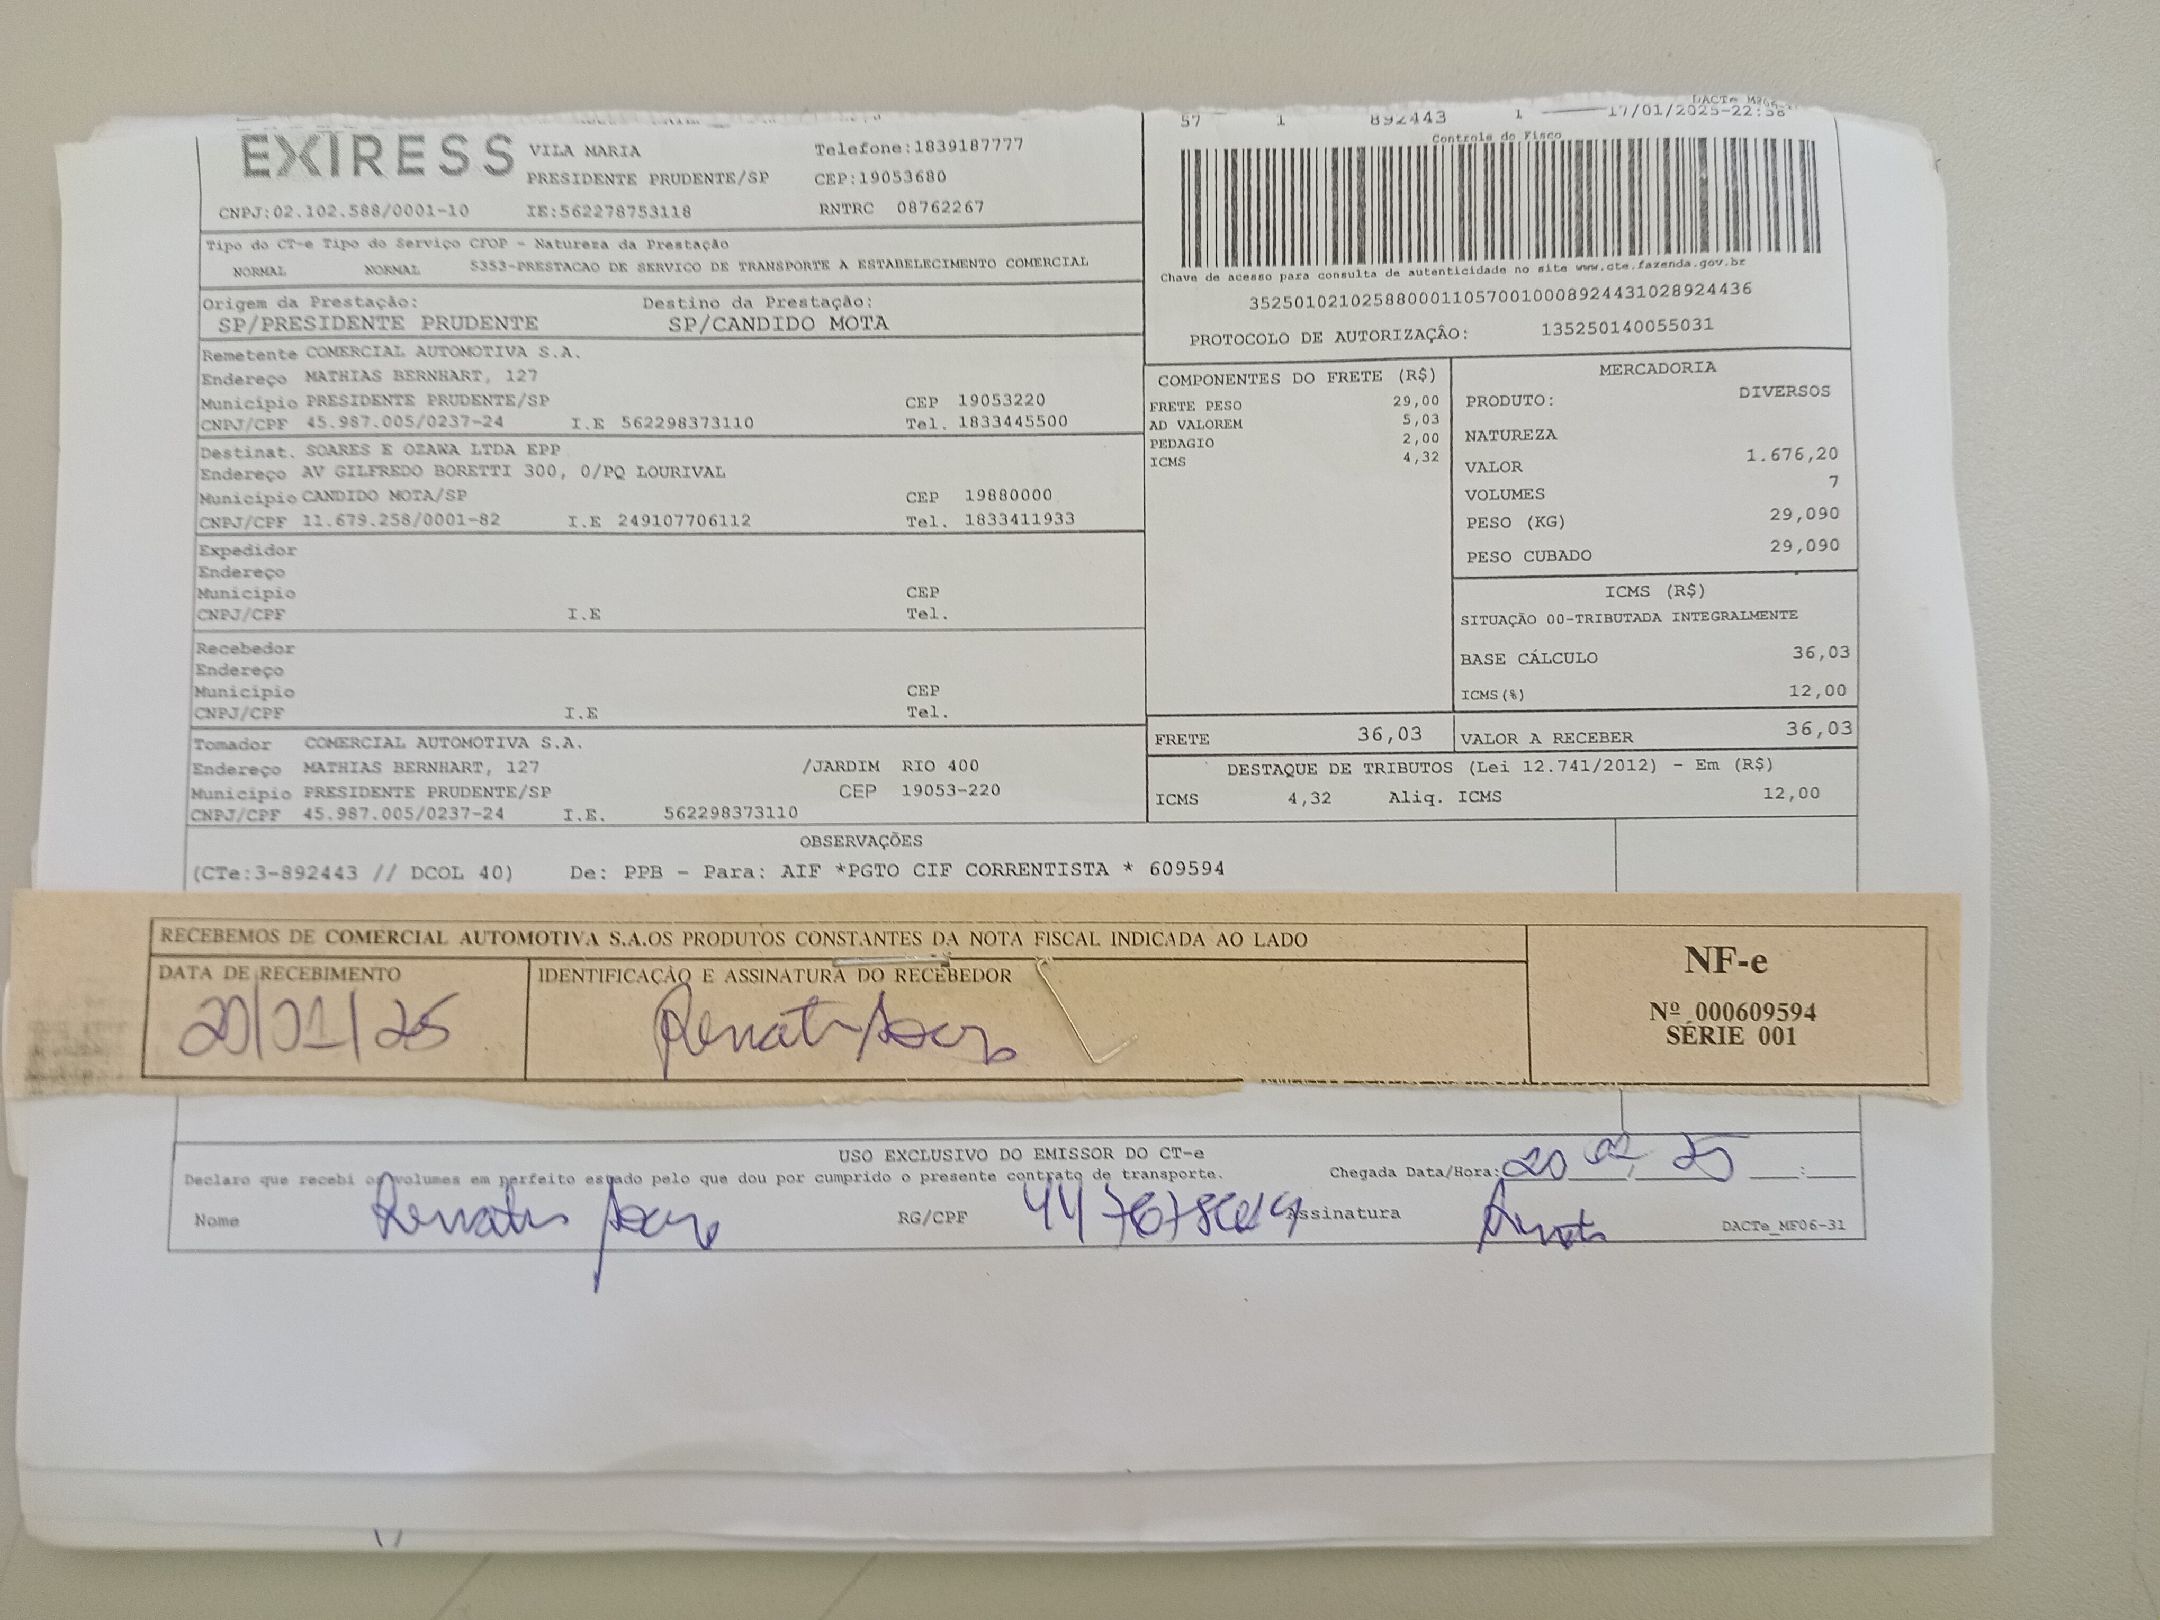 DACTe
57 1 892443 1 17/01/2025-22:58
EXIRESS
VILA MARIA Telefone:1839187777
PRESIDENTE PRUDENTE/SP CEP:19053680
CNPJ:02.102.588/0001-10 IE:562278753118 RNTRC 08762267
Controle do Fisco
Tipo do CT-e Tipo do Serviço CFOP - Natureza da Prestação
NORMAL NORMAL 5353-PRESTACAO DE SERVICO DE TRANSPORTE A ESTABELECIMENTO COMERCIAL
Chave de acesso para consulta de autenticidade no site www.cte.fazenda.gov.br
35250102102588000110570010008924431028924436
PROTOCOLO DE AUTORIZAÇÂO: 135250140055031
Origem da Prestação: Destino da Prestação:
SP/PRESIDENTE PRUDENTE SP/CANDIDO MOTA
Remetente COMERCIAL AUTOMOTIVA S.A.
Endereço MATHIAS BERNHART, 127
Município PRESIDENTE PRUDENTE/SP CEP 19053220
CNPJ/CPF 45.987.005/0237-24 I.E 562298373110 Tel. 1833445500
Destinat. SOARES E OZAWA LTDA EPP
Endereço AV GILFREDO BORETTI 300, 0/PQ LOURIVAL
Município CANDIDO MOTA/SP CEP 19880000
CNPJ/CPF 11.679.258/0001-82 I.E 249107706112 Tel. 1833411933
Expedidor
Endereço
Município CEP
CNPJ/CPF I.E Tel.
Recebedor
Endereço
Município CEP
CNPJ/CPF I.E Tel.
Tomador COMERCIAL AUTOMOTIVA S.A.
Endereço MATHIAS BERNHART, 127 /JARDIM RIO 400
Município PRESIDENTE PRUDENTE/SP CEP 19053-220
CNPJ/CPF 45.987.005/0237-24 I.E. 562298373110
COMPONENTES DO FRETE (R$)
FRETE PESO 29,00
AD VALOREM 5,03
PEDAGIO 2,00
ICMS 4,32
MERCADORIA
PRODUTO: DIVERSOS
NATUREZA
VALOR 1.676,20
VOLUMES 7
PESO (KG) 29,090
PESO CUBADO 29,090
ICMS (R$)
SITUAÇÃO 00-TRIBUTADA INTEGRALMENTE
BASE CÁLCULO 36,03
ICMS(%) 12,00
FRETE 36,03 VALOR A RECEBER 36,03
DESTAQUE DE TRIBUTOS (Lei 12.741/2012) - Em (R$)
ICMS 4,32 Aliq. ICMS 12,00
OBSERVAÇÕES
(CTe:3-892443 // DCOL 40) De: PPB - Para: AIF *PGTO CIF CORRENTISTA * 609594
RECEBEMOS DE COMERCIAL AUTOMOTIVA S.A.OS PRODUTOS CONSTANTES DA NOTA FISCAL INDICADA AO LADO
DATA DE RECEBIMENTO IDENTIFICAÇÃO E ASSINATURA DO RECEBEDOR
20/01/25
NF-e
Nº 000609594
SÉRIE 001
USO EXCLUSIVO DO EMISSOR DO CT-e
Declaro que recebi os volumes em perfeito estado pelo que dou por cumprido o presente contrato de transporte. Chegada Data/Hora: 20 25 :
Nome RG/CPF Assinatura
DACTe_MF06-31